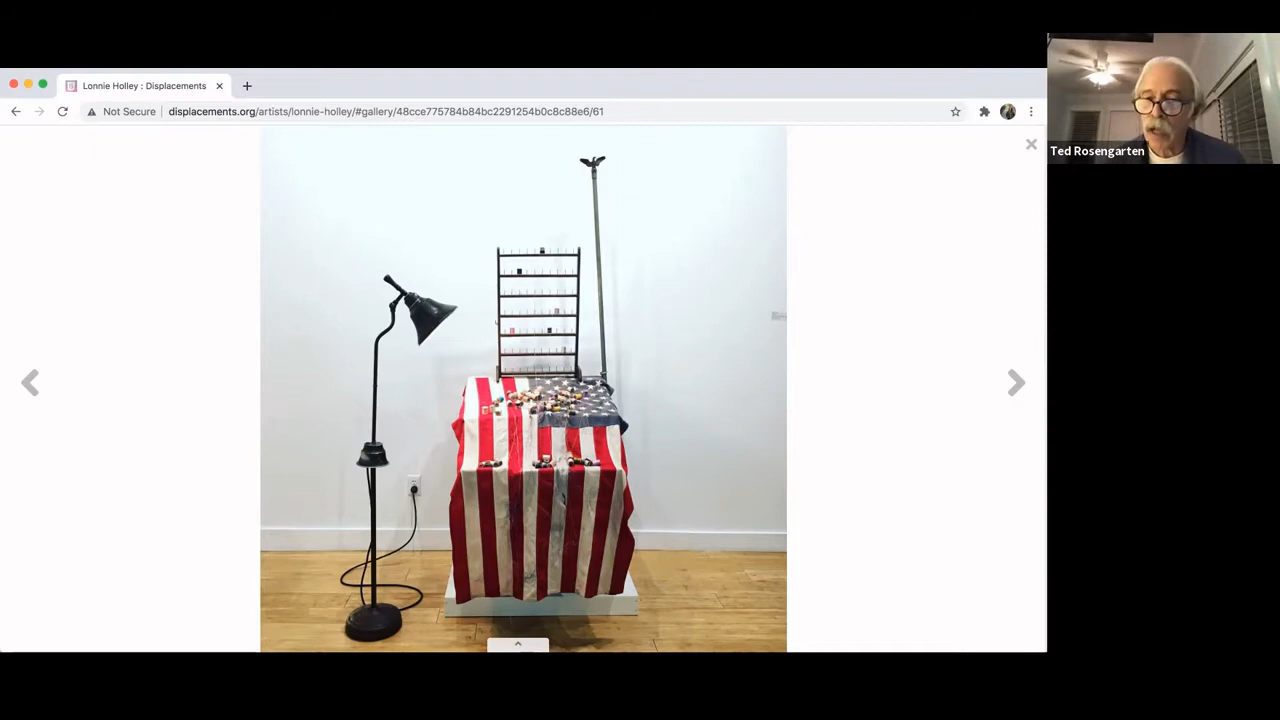 Lonnie Holley : Displacements
Not Secure
displacements.org/artists/lonnie-holley/#gallery/48cce775784b84bc2291254b0c8c88e6/61
Ted Rosengarten